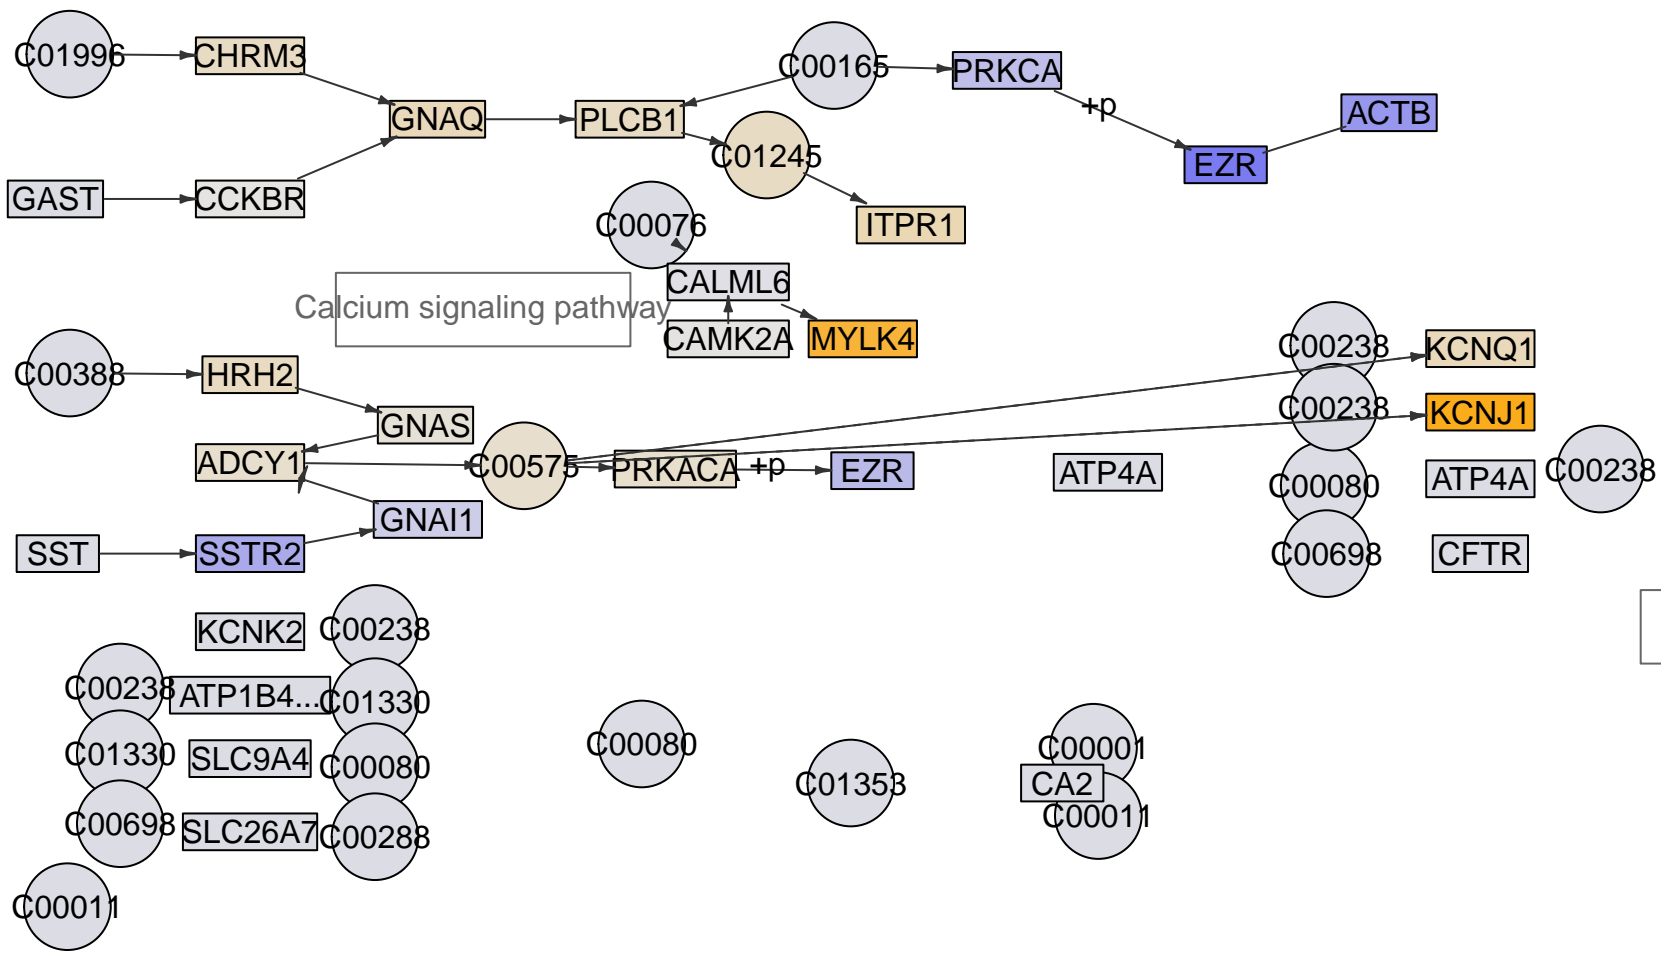 C01996
CHRM3
C00165
PRKCA
+p
ACTB
GNAQ
PLCB1
C01245
EZR
GAST
CCKBR
C00076
ITPR1
CALML6
Calcium signaling pathway
CAMK2A
MYLK4
C00238
KCNQ1
C00388
HRH2
C00238
KCNJ1
GNAS
ADCY1
C00575
PRKACA
+p
EZR
ATP4A
C00080
ATP4A
C00238
GNAI1
SST
SSTR2
C00698
CFTR
KCNK2
C00238
C00238
ATP1B4...
C01330
C01330
SLC9A4
C00080
C00080
C01353
C00001
CA2
C00011
C00698
SLC26A7
C00288
C00011